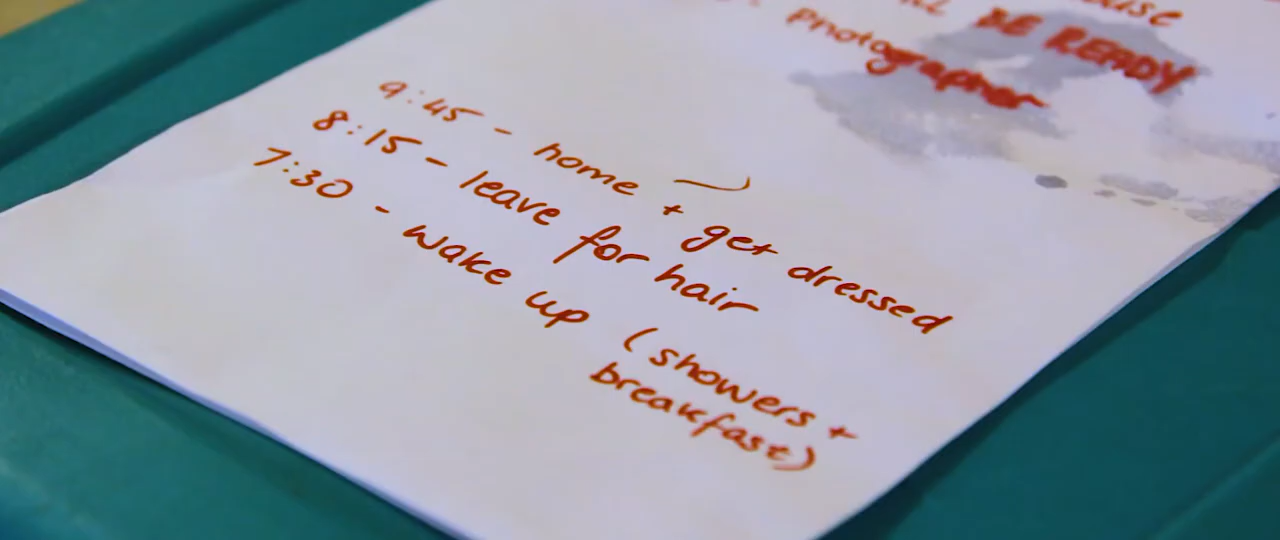 BE READY
Photographer
9:45 - home + get dressed
8:15 - leave for hair
7:30 - wake up (showers +
breakfast)